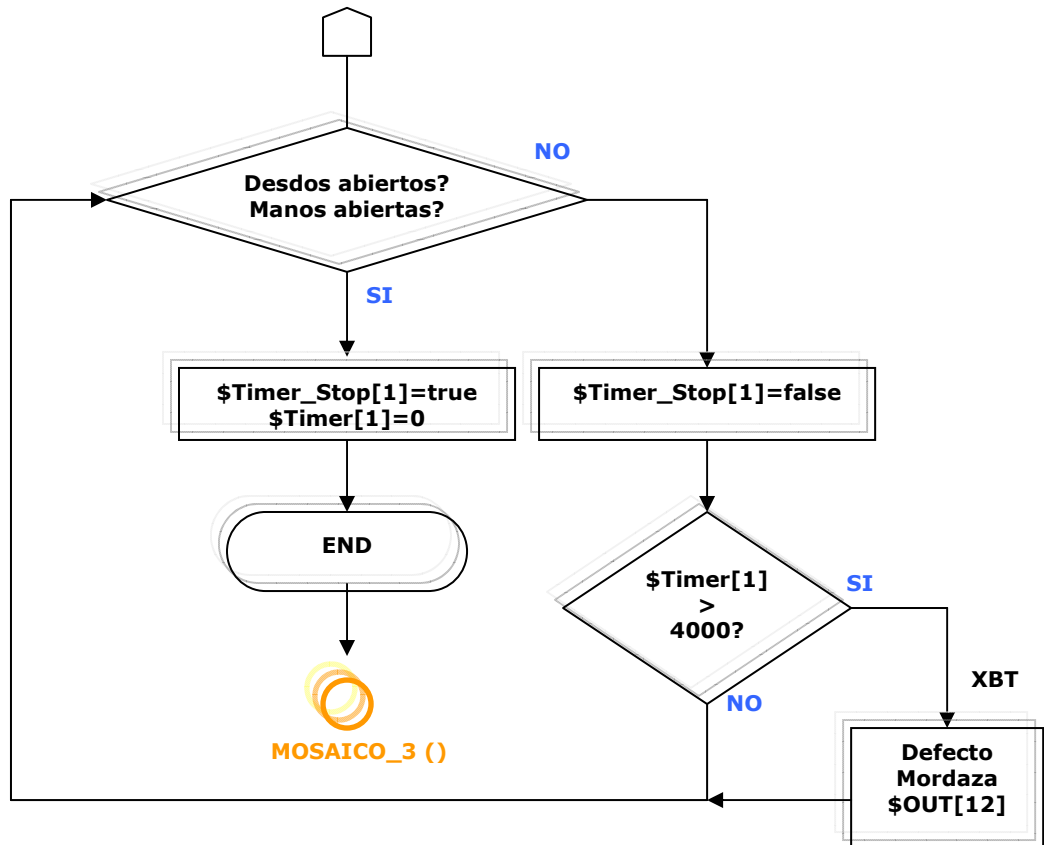 NO
Desdos abiertos?
Manos abiertas?
SI
$Timer_Stop[1]=true
$Timer[1]=0
$Timer_Stop[1]=false
END
$Timer[1]
>
4000?
SI
XBT
NO
MOSAICO_3 ()
Defecto
Mordaza
$OUT[12]